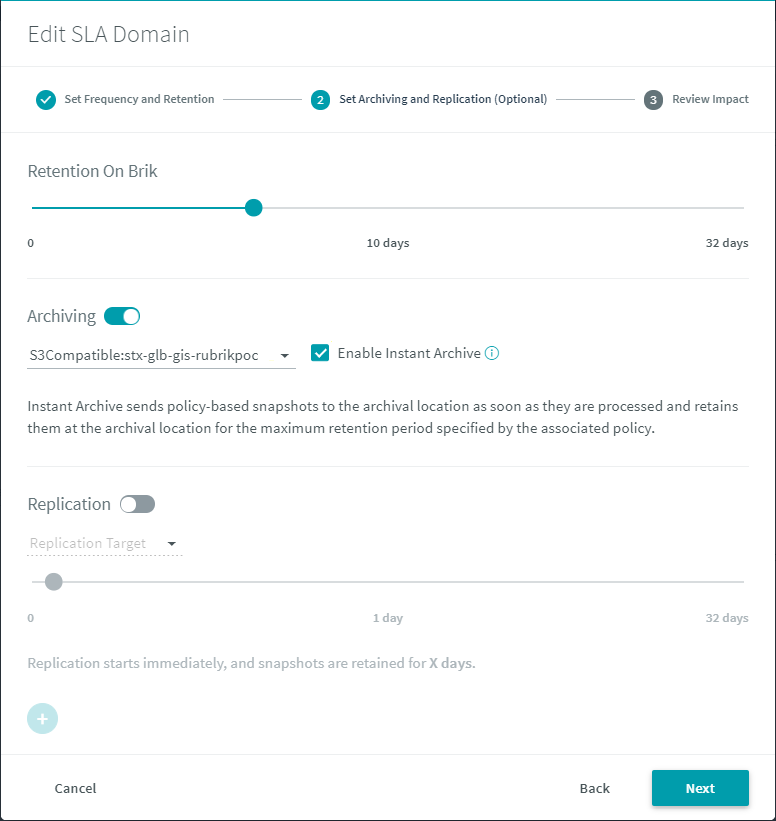 Edit SLA Domain
Set Frequency and Retention
2
Set Archiving and Replication (Optional)
3
Review Impact
Retention On Brik
0
10 days
32 days
Archiving
S3Compatible:stx-glb-gis-rubrikpoc
Enable Instant Archive
Instant Archive sends policy-based snapshots to the archival location as soon as they are processed and retains
them at the archival location for the maximum retention period specified by the associated policy.
Replication
Replication Target
0
1 day
32 days
Replication starts immediately, and snapshots are retained for X days.
+
Cancel
Back
Next